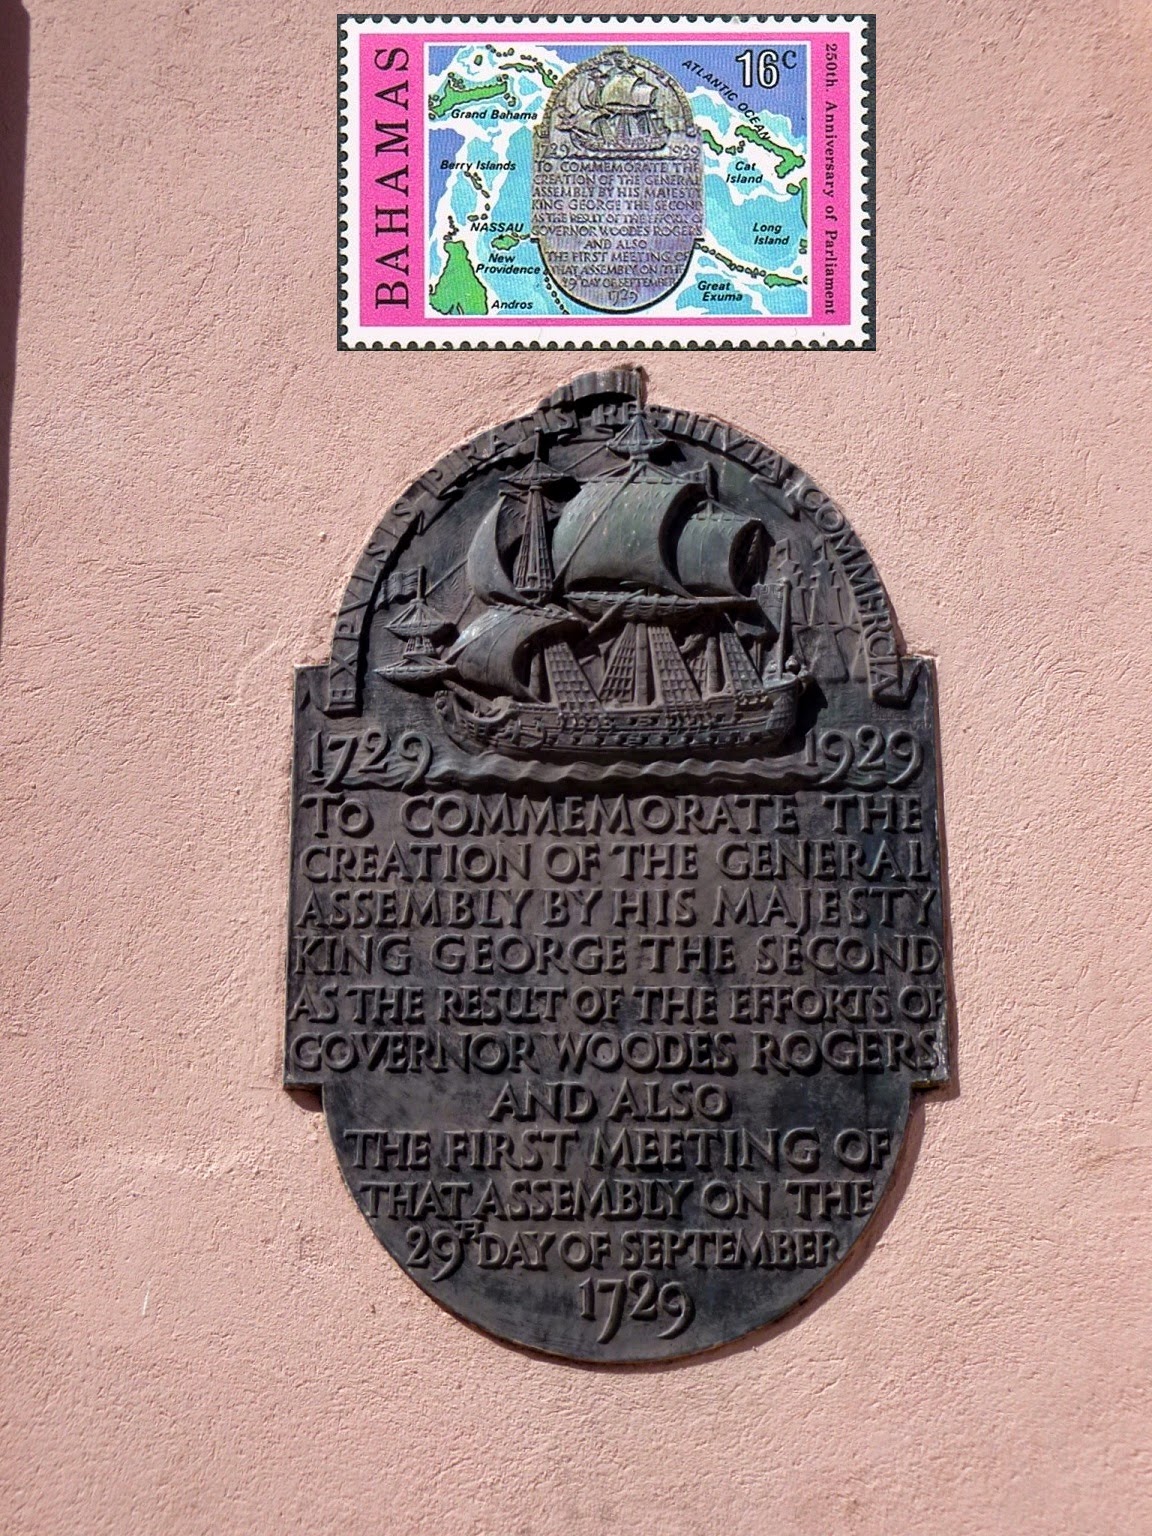 BAHAMAS
16c
250th. Anniversary of Parliament
ATLANTIC OCEAN
Grand Bahama
Berry Islands
Cat
Island
NASSAU
New
Providence
Long
Island
Great
Exuma
Andros
1729 1929
TO COMMEMORATE THE
CREATION OF THE GENERAL
ASSEMBLY BY HIS MAJESTY
KING GEORGE THE SECOND
AS THE RESULT OF THE EFFORTS OF
GOVERNOR WOODES ROGERS
AND ALSO
THE FIRST MEETING OF
THAT ASSEMBLY ON THE
29TH DAY OF SEPTEMBER
1729
EXPVLSIS PIRATIS RESTITVTA COMMERCIA
1729 1929
TO COMMEMORATE THE
CREATION OF THE GENERAL
ASSEMBLY BY HIS MAJESTY
KING GEORGE THE SECOND
AS THE RESULT OF THE EFFORTS OF
GOVERNOR WOODES ROGERS
AND ALSO
THE FIRST MEETING OF
THAT ASSEMBLY ON THE
29TH DAY OF SEPTEMBER
1729